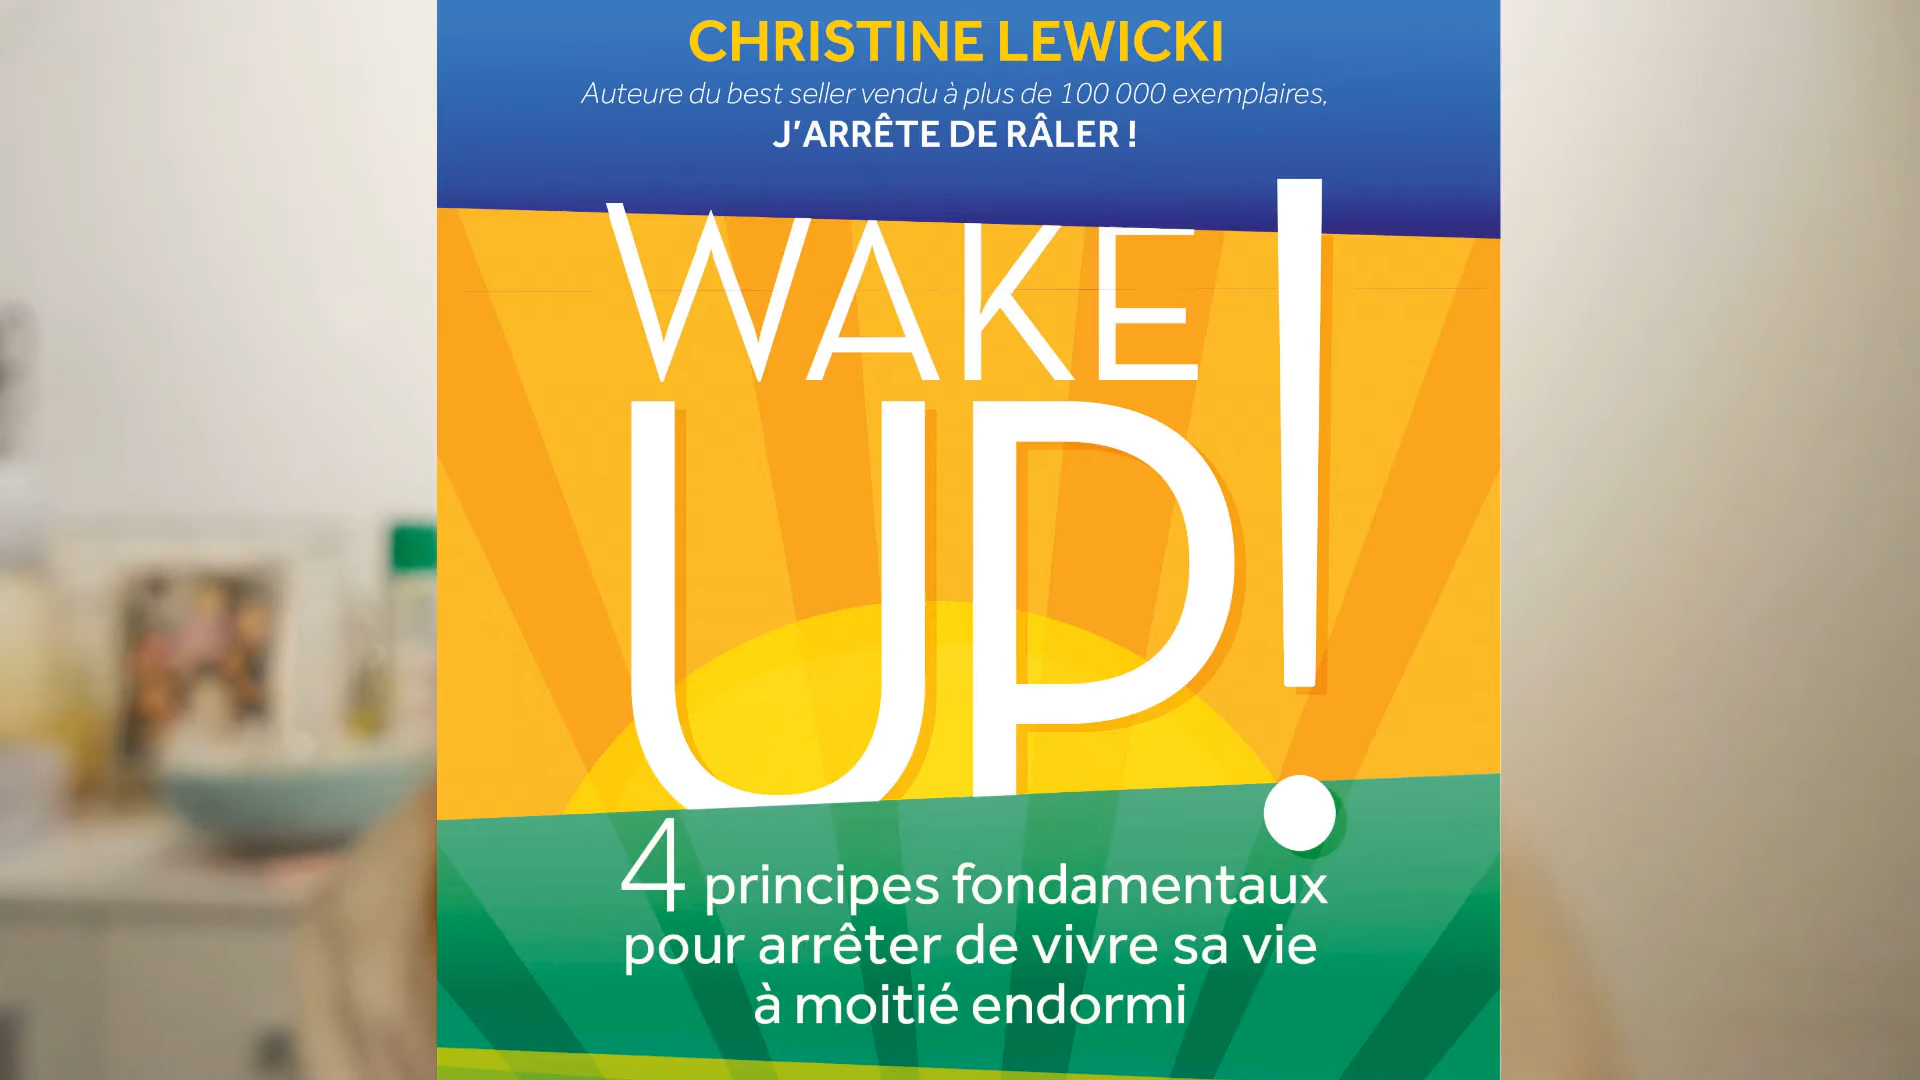 CHRISTINE LEWICKI
Auteure du best seller vendu à plus de 100 000 exemplaires,
J'ARRÊTE DE RÂLER !
WAKE
UP!
4 principes fondamentaux
pour arrêter de vivre sa vie
à moitié endormi